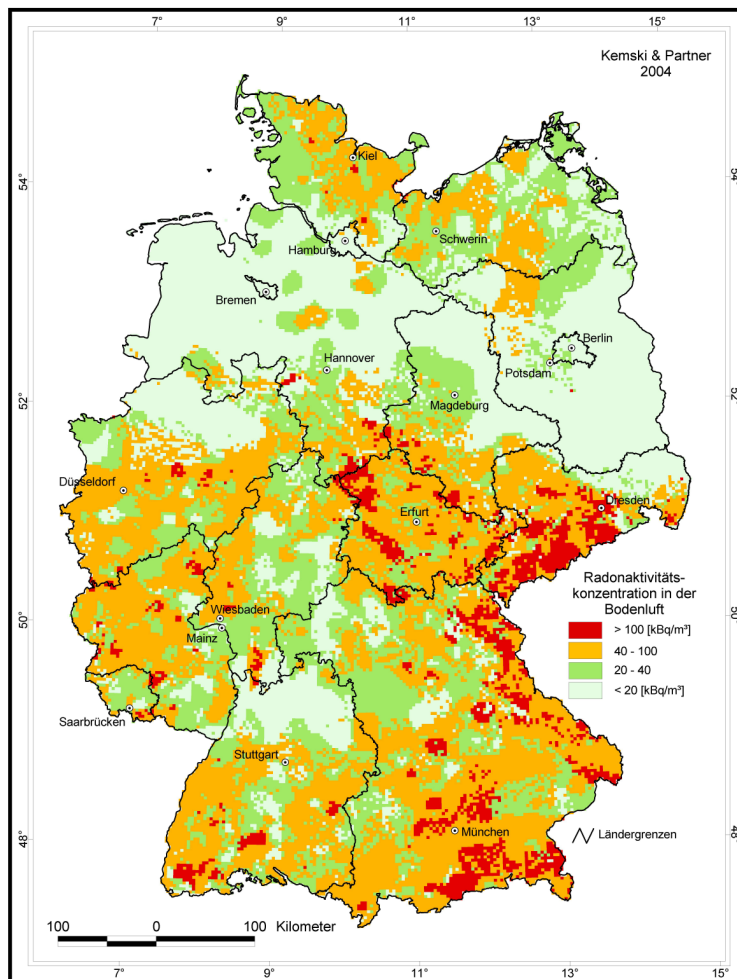 7° 9° 11° 13° 15°
Kemski & Partner
2004
54°
Kiel
Schwerin
Hamburg
Bremen
Berlin
Hannover
Potsdam
52°
Magdeburg
Düsseldorf
Erfurt
Dresden
Radonaktivitäts-
konzentration in der
Bodenluft
50°
Wiesbaden
> 100 [kBq/m³]
Mainz
40 - 100
20 - 40
< 20 [kBq/m³]
Saarbrücken
Stuttgart
48°
München
Ländergrenzen
100 0 100 Kilometer
7° 9° 11° 13° 15°